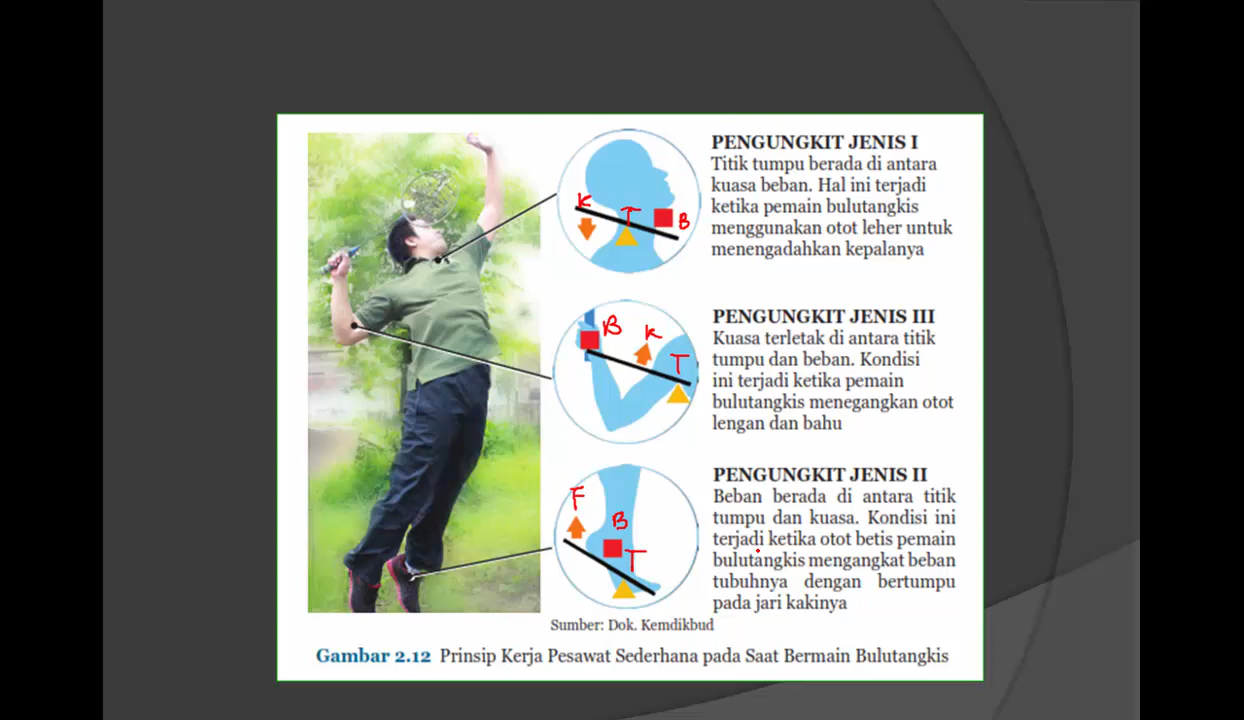 PENGUNGKIT JENIS I
Titik tumpu berada di antara
kuasa beban. Hal ini terjadi
ketika pemain bulutangkis
menggunakan otot leher untuk
menengadahkan kepalanya
K
T
B
PENGUNGKIT JENIS III
Kuasa terletak di antara titik
tumpu dan beban. Kondisi
ini terjadi ketika pemain
bulutangkis menegangkan otot
lengan dan bahu
B
K
T
PENGUNGKIT JENIS II
Beban berada di antara titik
tumpu dan kuasa. Kondisi ini
terjadi ketika otot betis pemain
bulutangkis mengangkat beban
tubuhnya dengan bertumpu
pada jari kakinya
F
B
T
Sumber: Dok. Kemdikbud
Gambar 2.12 Prinsip Kerja Pesawat Sederhana pada Saat Bermain Bulutangkis